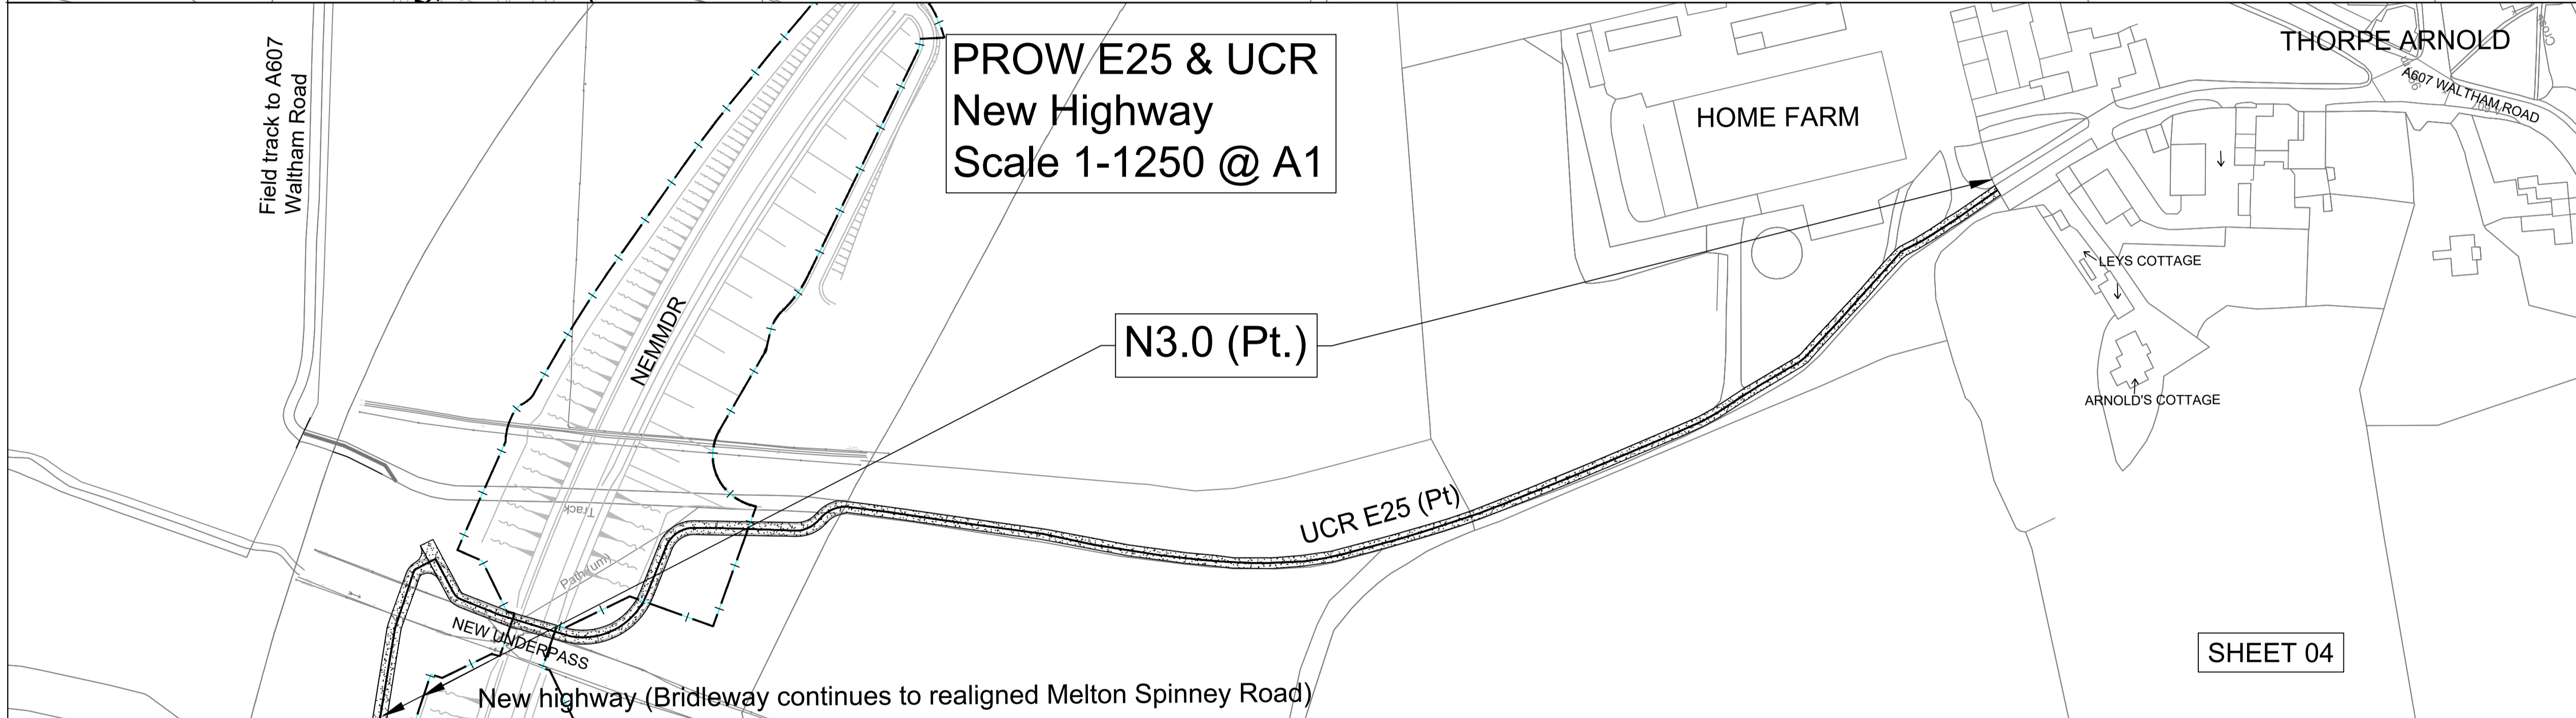 Field track to A607
Waltham Road
PROW E25 & UCR
New Highway
Scale 1-1250 @ A1
HOME FARM
THORPE ARNOLD
A607 WALTHAM ROAD
LEYS COTTAGE
ARNOLD'S COTTAGE
NEMMDR
N3.0 (Pt.)
UCR E25 (Pt)
Track
Path (um)
NEW UNDERPASS
New highway (Bridleway continues to realigned Melton Spinney Road)
SHEET 04